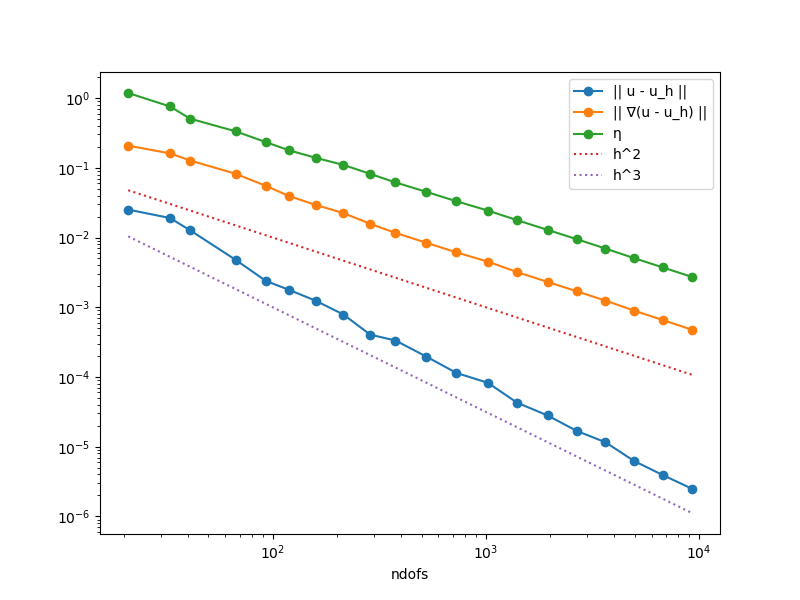 || u - u_h ||
|| ∇(u - u_h) ||
η
h^2
h^3
10^0
10^-1
10^-2
10^-3
10^-4
10^-5
10^-6
10^2
10^3
10^4
ndofs